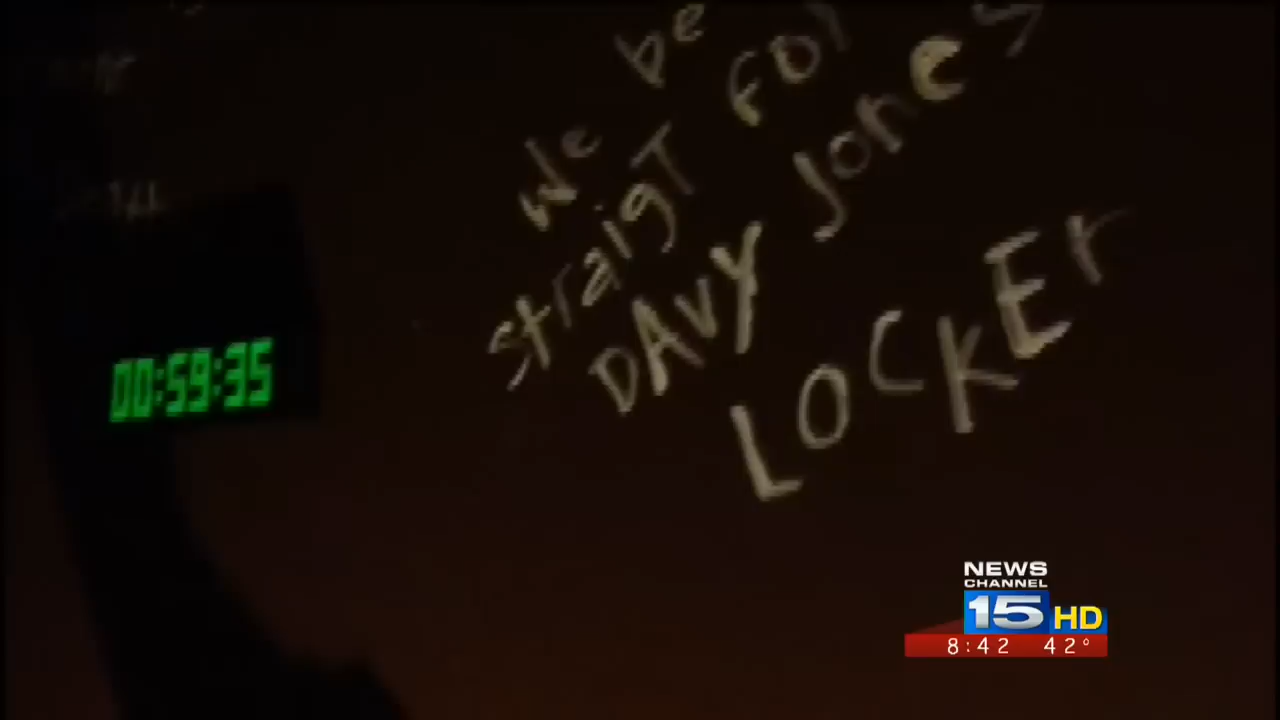 We be
straigT FOr
DAvy Jones
LOCKEr
00:59:35
NEWS
CHANNEL
15 HD
8:42 42°